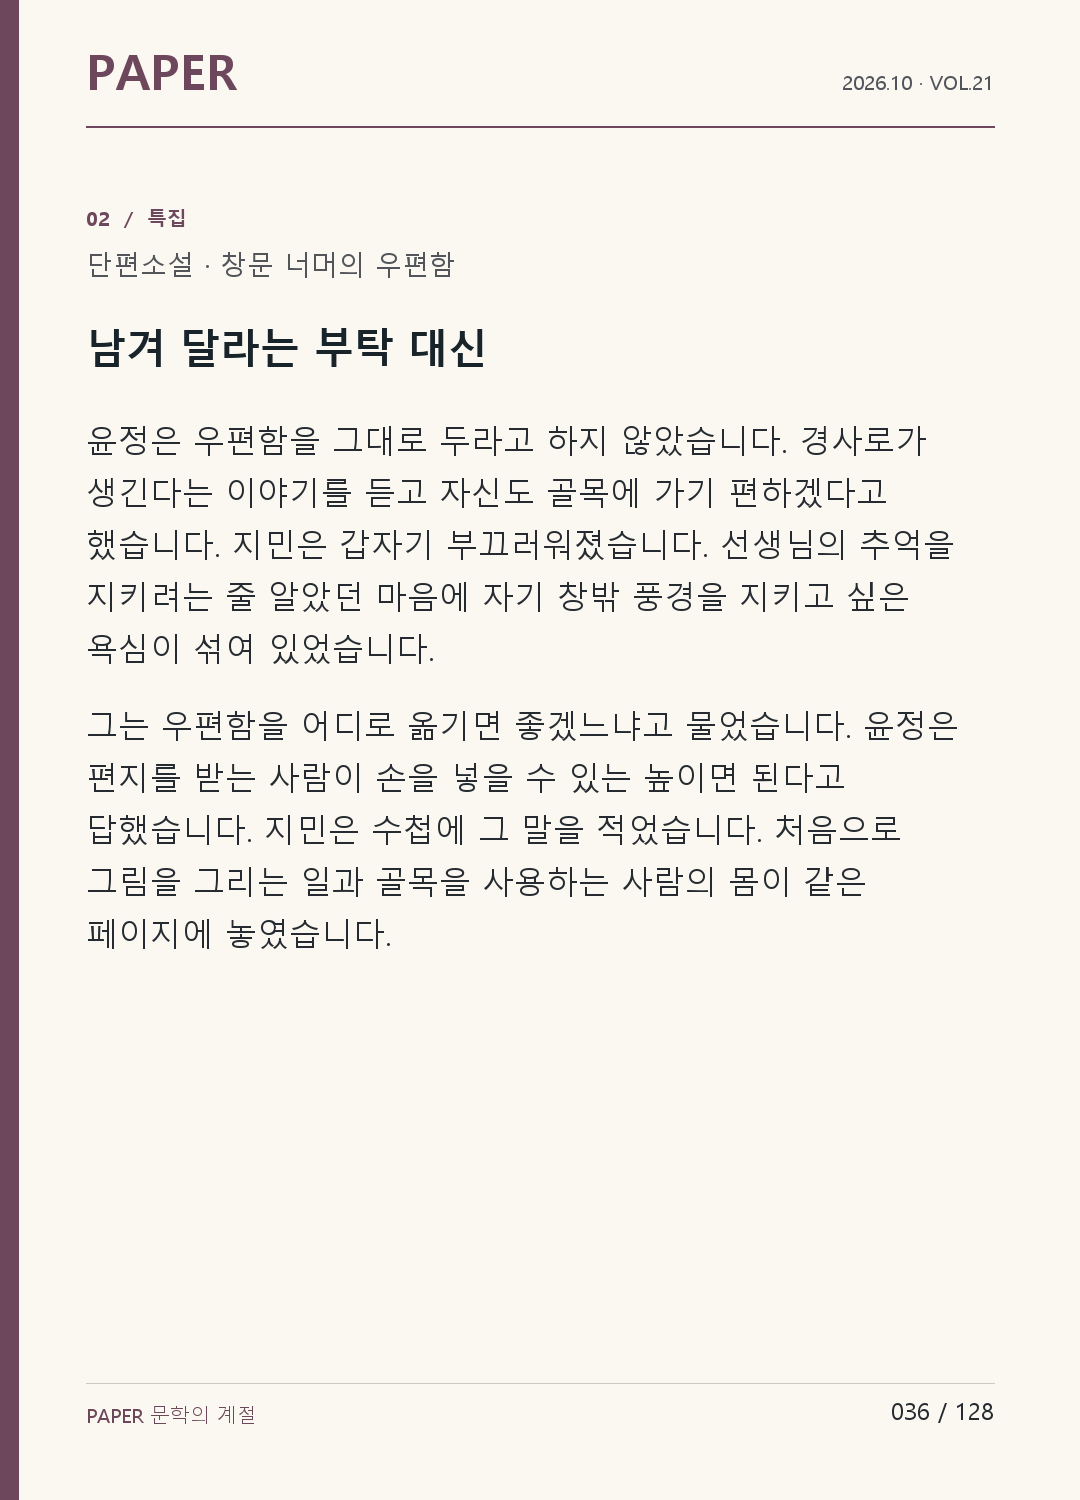 PAPER
2026.10 · VOL.21
02 / 특집
단편소설 · 창문 너머의 우편함
남겨 달라는 부탁 대신
윤정은 우편함을 그대로 두라고 하지 않았습니다. 경사로가
생긴다는 이야기를 듣고 자신도 골목에 가기 편하겠다고
했습니다. 지민은 갑자기 부끄러워졌습니다. 선생님의 추억을
지키려는 줄 알았던 마음에 자기 창밖 풍경을 지키고 싶은
욕심이 섞여 있었습니다.
그는 우편함을 어디로 옮기면 좋겠느냐고 물었습니다. 윤정은
편지를 받는 사람이 손을 넣을 수 있는 높이면 된다고
답했습니다. 지민은 수첩에 그 말을 적었습니다. 처음으로
그림을 그리는 일과 골목을 사용하는 사람의 몸이 같은
페이지에 놓였습니다.
PAPER 문학의 계절
036 / 128